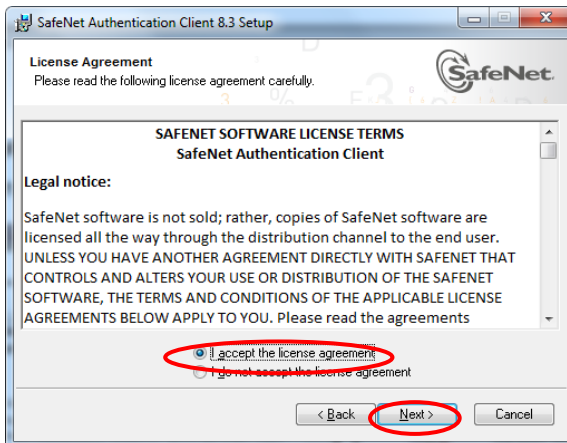 SafeNet Authentication Client 8.3 Setup
License Agreement
Please read the following license agreement carefully.
SafeNet.
SAFENET SOFTWARE LICENSE TERMS
SafeNet Authentication Client
Legal notice:
SafeNet software is not sold; rather, copies of SafeNet software are
licensed all the way through the distribution channel to the end user.
UNLESS YOU HAVE ANOTHER AGREEMENT DIRECTLY WITH SAFENET THAT
CONTROLS AND ALTERS YOUR USE OR DISTRIBUTION OF THE SAFENET
SOFTWARE, THE TERMS AND CONDITIONS OF THE APPLICABLE LICENSE
AGREEMENTS BELOW APPLY TO YOU. Please read the agreements
I accept the license agreement
I do not accept the license agreement
< Back
Next >
Cancel